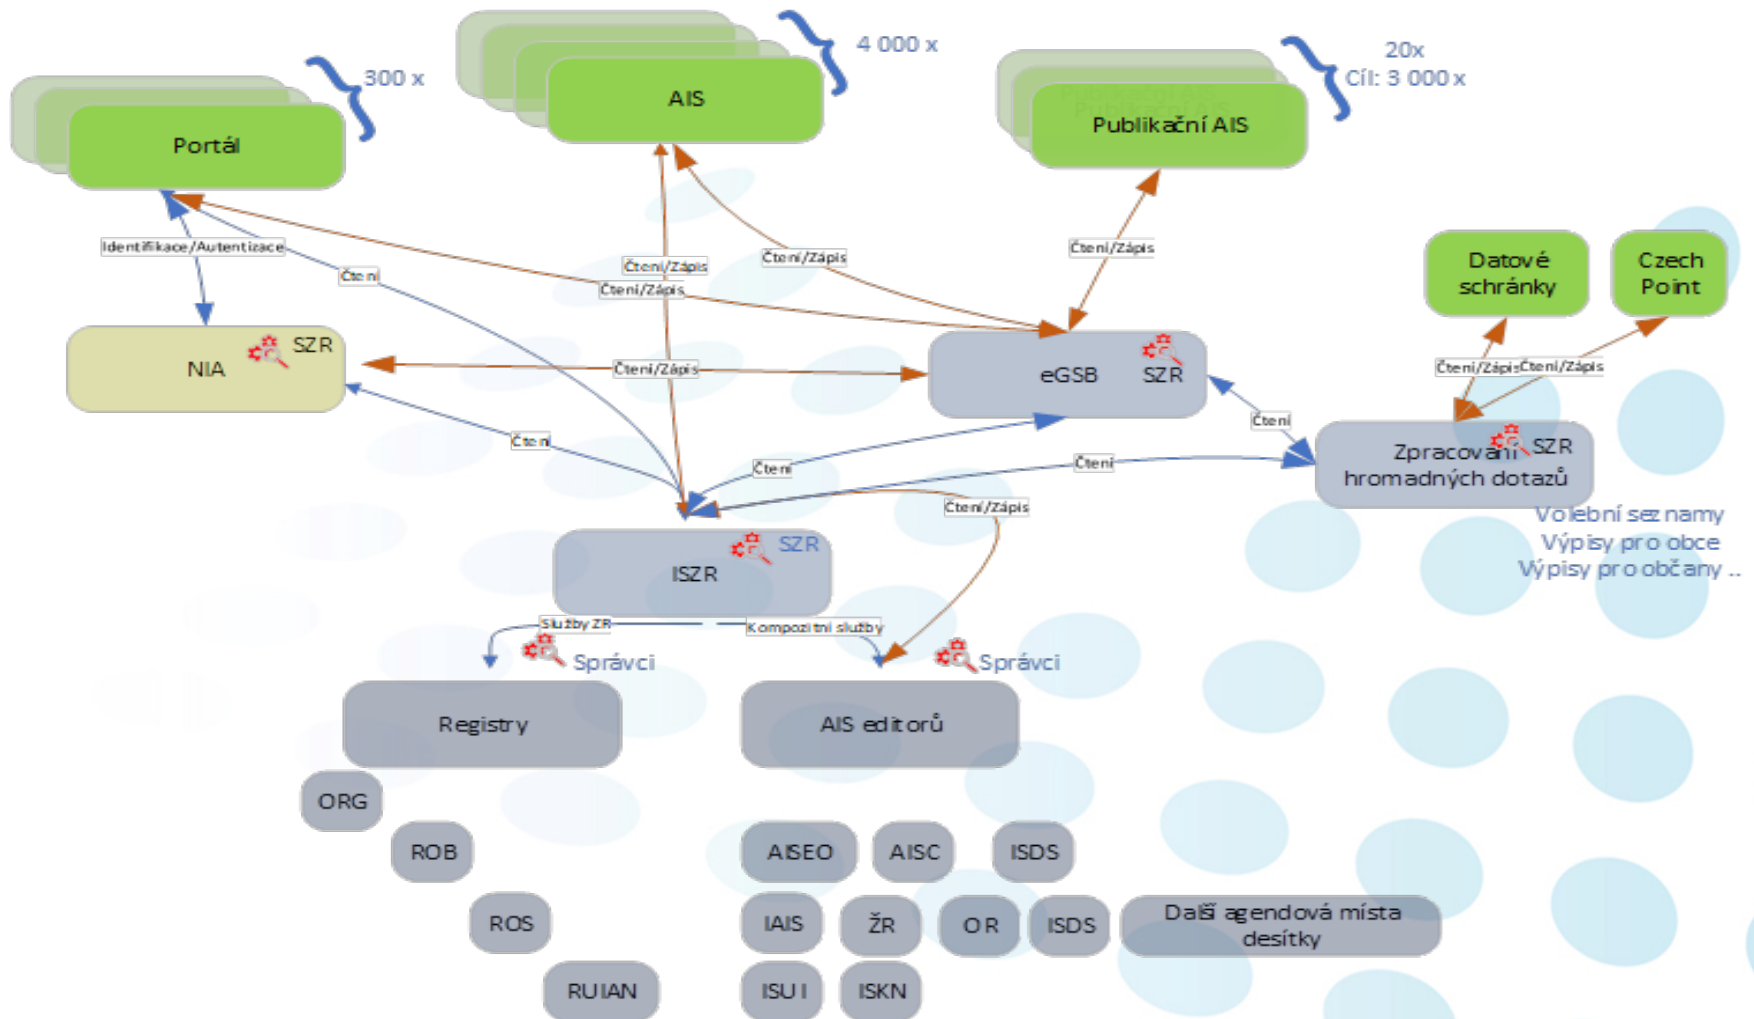 300 x
4 000 x
20x
Cíl: 3 000 x
Portál
AIS
Publikační AIS
Publikační AIS
Publikační AIS
Identifikace/Autentizace
Čtení
Čtení/Zápis
Čtení/Zápis
Čtení/Zápis
Čtení/Zápis
Datové
schránky
Czech
Point
NIA
SZR
Čtení/Zápis
eGSB
SZR
Čtení/Zápis
Čtení/Zápis
Čtení
Čtení
Čtení
Čtení
Zpracování
hromadných dotazů
SZR
Čtení/Zápis
Volební seznamy
Výpisy pro obce
Výpisy pro občany ..
ISZR
SZR
Služby ZR
Kompozitní služby
Správci
Správci
Registry
AIS editorů
ORG
ROB
ROS
RUIAN
AISEO
AISC
ISDS
IAIS
ŽR
OR
ISDS
Další agendová místa
desítky
ISUI
ISKN